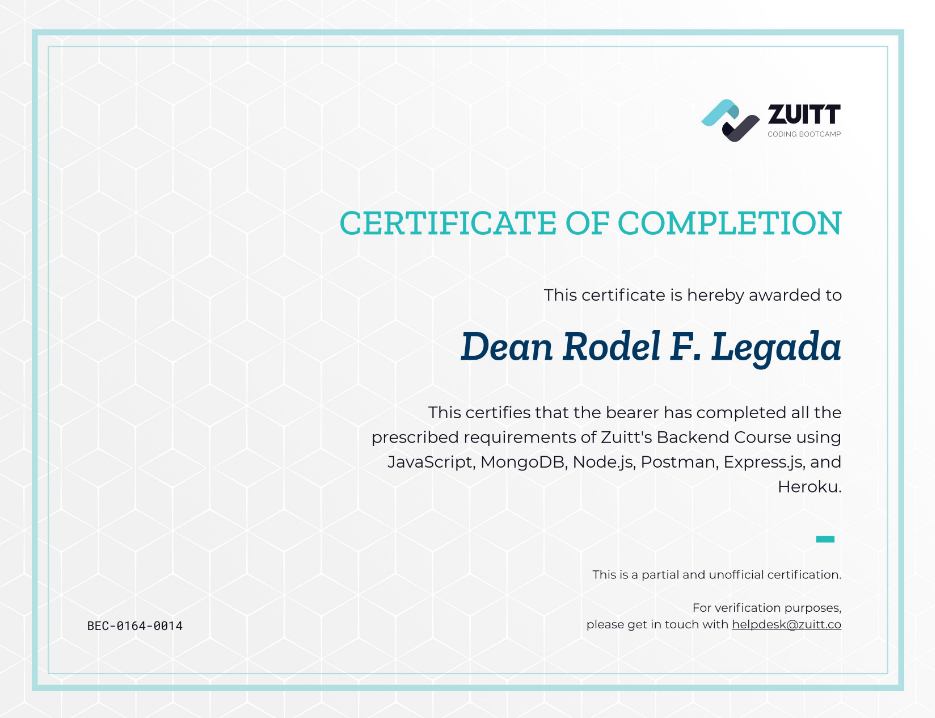 ZUITT
CODING BOOTCAMP
CERTIFICATE OF COMPLETION
This certificate is hereby awarded to
Dean Rodel F. Legada
This certifies that the bearer has completed all the
prescribed requirements of Zuitt's Backend Course using
JavaScript, MongoDB, Node.js, Postman, Express.js, and
Heroku.
This is a partial and unofficial certification.
For verification purposes,
please get in touch with helpdesk@zuitt.co
BEC-0164-0014